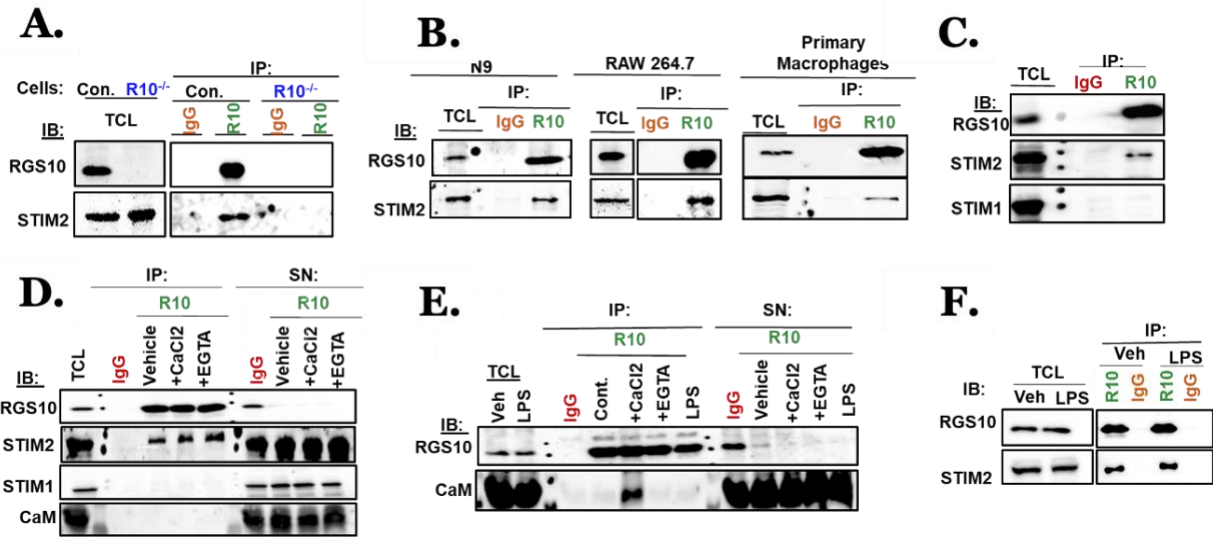 A.
IP:
Cells: Con. R10-/- Con. R10-/-
TCL IgG R10 IgG R10
IB:
RGS10
STIM2
B.
N9 RAW 264.7 Primary Macrophages
IP: IP: IP:
TCL IgG R10 TCL IgG R10 TCL IgG R10
IB:
RGS10
STIM2
C.
IP:
TCL IgG R10
IB:
RGS10
STIM2
STIM1
D.
IP: SN:
R10 R10
IB: TCL IgG Vehicle +CaCl2 +EGTA IgG Vehicle +CaCl2 +EGTA
RGS10
STIM2
STIM1
CaM
E.
IP: SN:
R10 R10
TCL
Veh LPS IgG Cont. +CaCl2 +EGTA LPS IgG Vehicle +CaCl2 +EGTA LPS
IB:
RGS10
CaM
F.
IP:
TCL Veh LPS
IB: Veh LPS R10 IgG R10 IgG
RGS10
STIM2